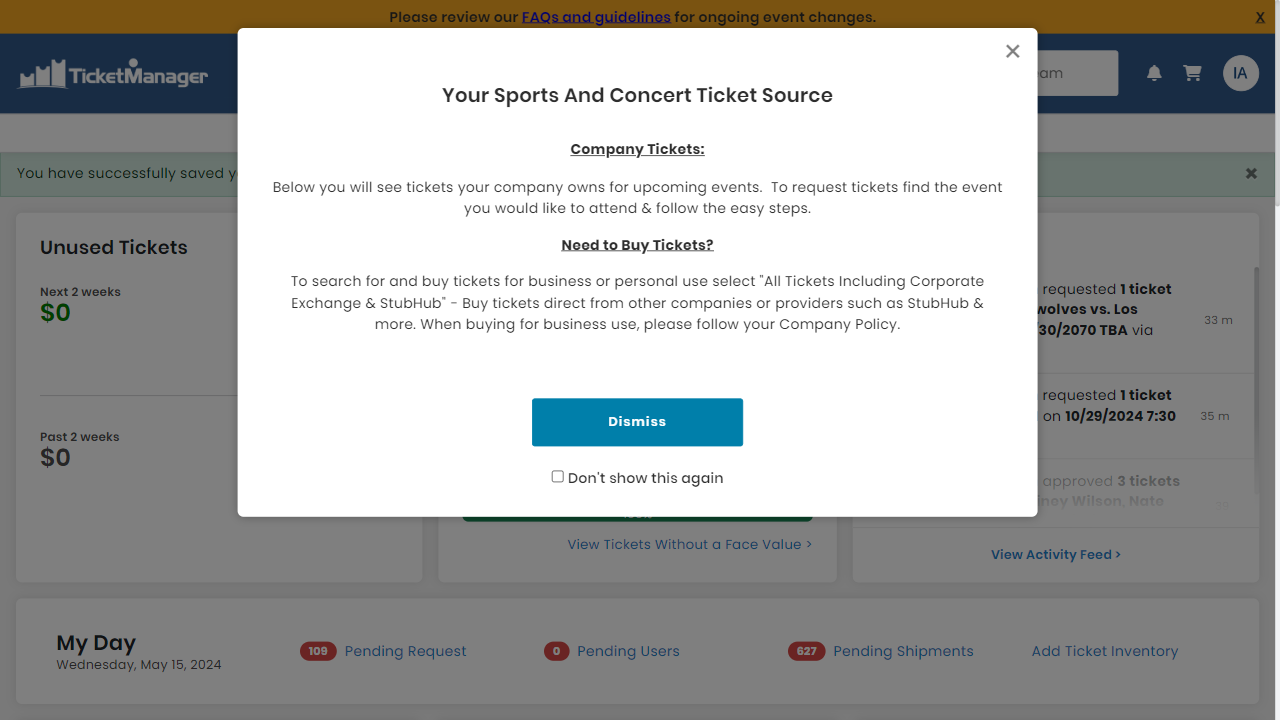 Please review our FAQs and guidelines for ongoing event changes.
X
TicketManager
eam
IA
You have successfully saved y
Your Sports And Concert Ticket Source
Company Tickets:
Below you will see tickets your company owns for upcoming events. To request tickets find the event
you would like to attend & follow the easy steps.
Need to Buy Tickets?
To search for and buy tickets for business or personal use select "All Tickets Including Corporate
Exchange & StubHub" - Buy tickets direct from other companies or providers such as StubHub &
more. When buying for business use, please follow your Company Policy.
Dismiss
Don't show this again
Unused Tickets
Next 2 weeks
$0
Past 2 weeks
$0
View Tickets Without a Face Value >
requested 1 ticket
wolves vs. Los
/30/2070 TBA via
33 m
requested 1 ticket
on 10/29/2024 7:30
35 m
approved 3 tickets
ney Wilson, Nate
View Activity Feed >
My Day
Wednesday, May 15, 2024
109 Pending Request
0 Pending Users
627 Pending Shipments
Add Ticket Inventory